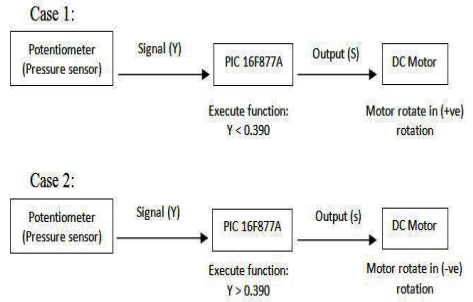 Case 1:
Potentiometer
(Pressure sensor)
Signal (Y)
PIC 16F877A
Output (S)
DC Motor
Execute function:
Y < 0.390
Motor rotate in (+ve)
rotation
Case 2:
Potentiometer
(Pressure sensor)
Signal (Y)
PIC 16F877A
Output (s)
DC Motor
Execute function:
Y > 0.390
Motor rotate in (-ve)
rotation